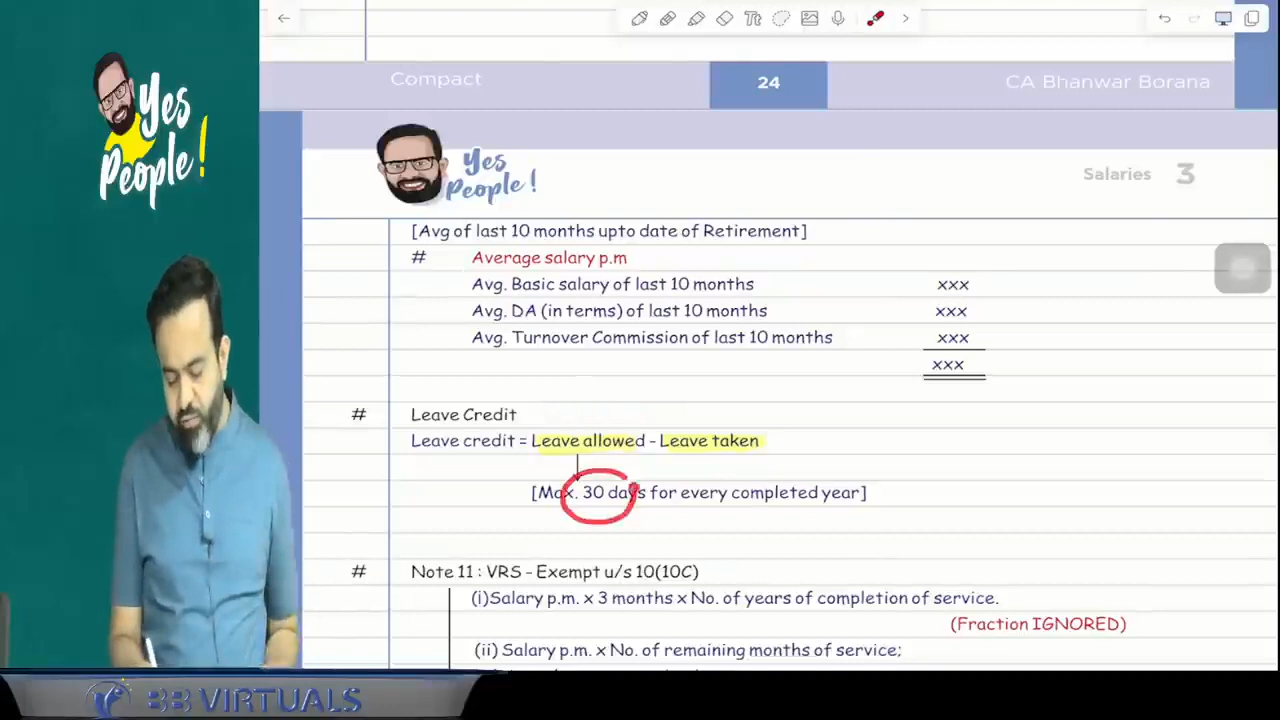 Compact
24
CA Bhanwar Borana
Yes People!
Yes People!
Salaries 3
[Avg of last 10 months upto date of Retirement]
# Average salary p.m
Avg. Basic salary of last 10 months xxx
Avg. DA (in terms) of last 10 months xxx
Avg. Turnover Commission of last 10 months xxx
xxx
# Leave Credit
Leave credit = Leave allowed - Leave taken
[Max. 30 days for every completed year]
# Note 11 : VRS - Exempt u/s 10(10C)
(i)Salary p.m. x 3 months x No. of years of completion of service.
(Fraction IGNORED)
(ii) Salary p.m. x No. of remaining months of service;
BB VIRTUALS